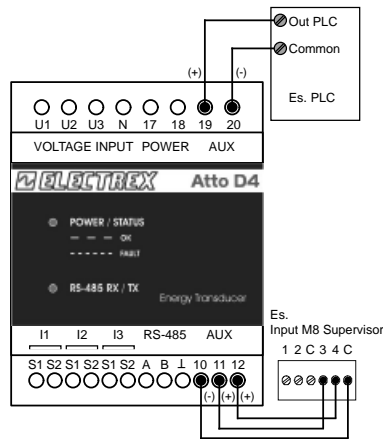 Out PLC
Common
Es. PLC
(+) (-)
U1 U2 U3 N 17 18 19 20
VOLTAGE INPUT POWER AUX
ELECTREX Atto D4
POWER / STATUS
OK
FAULT
RS-485 RX / TX
Energy Transducer
I1 I2 I3 RS-485 AUX
S1 S2 S1 S2 S1 S2 A B ⊥ 10 11 12
(-) (+) (+)
Es.
Input M8 Supervisor
1 2 C 3 4 C